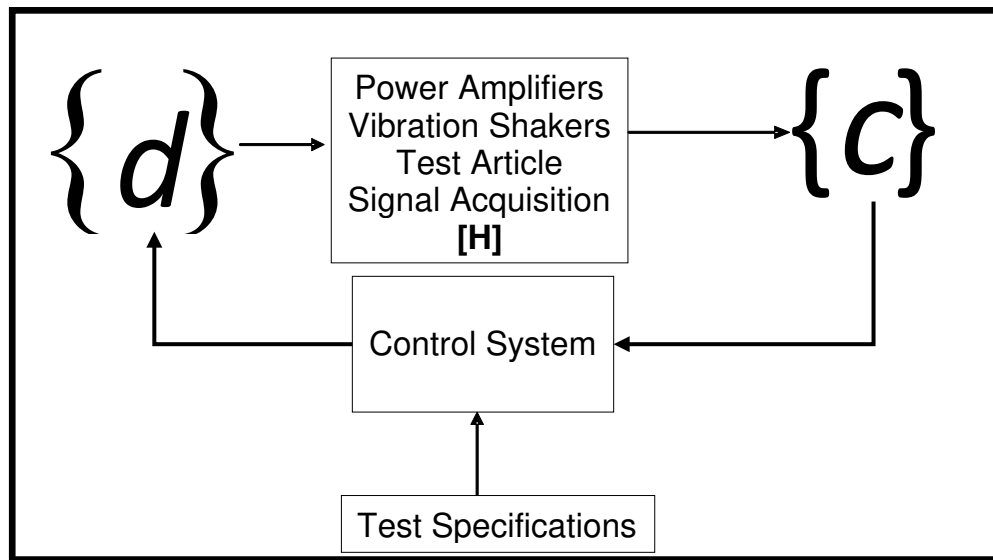 {d}
Power Amplifiers
Vibration Shakers
Test Article
Signal Acquisition
[H]
{c}
Control System
Test Specifications